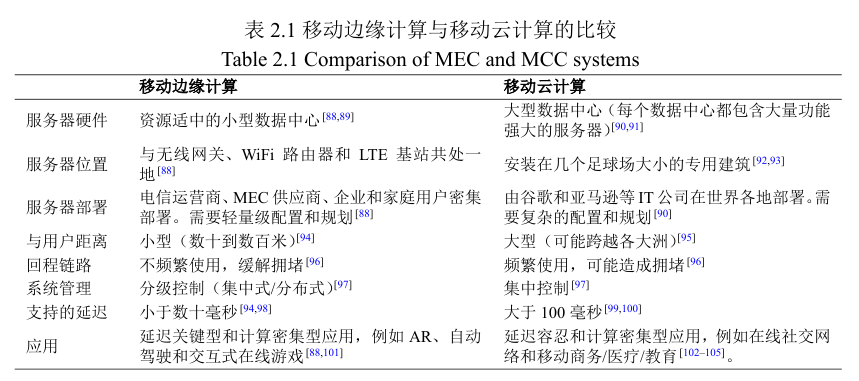 表 2.1 移动边缘计算与移动云计算的比较
Table 2.1 Comparison of MEC and MCC systems
移动边缘计算 移动云计算
服务器硬件 资源适中的小型数据中心[88,89] 大型数据中心（每个数据中心都包含大量功能
强大的服务器）[90,91]
服务器位置 与无线网关、WiFi 路由器和 LTE 基站共处一
地[88] 安装在几个足球场大小的专用建筑[92,93]
服务器部署 电信运营商、MEC 供应商、企业和家庭用户密集
部署。需要轻量级配置和规划[88] 由谷歌和亚马逊等 IT 公司在世界各地部署。需
要复杂的配置和规划[90]
与用户距离 小型（数十到数百米）[94] 大型（可能跨越各大洲）[95]
回程链路 不频繁使用，缓解拥堵[96] 频繁使用，可能造成拥堵[96]
系统管理 分级控制（集中式/分布式）[97] 集中控制[97]
支持的延迟 小于数十毫秒[94,98] 大于 100 毫秒[99,100]
应用 延迟关键型和计算密集型应用，例如 AR、自动
驾驶和交互式在线游戏[88,101] 延迟容忍和计算密集型应用，例如在线社交网
络和移动商务/医疗/教育[102–105]。